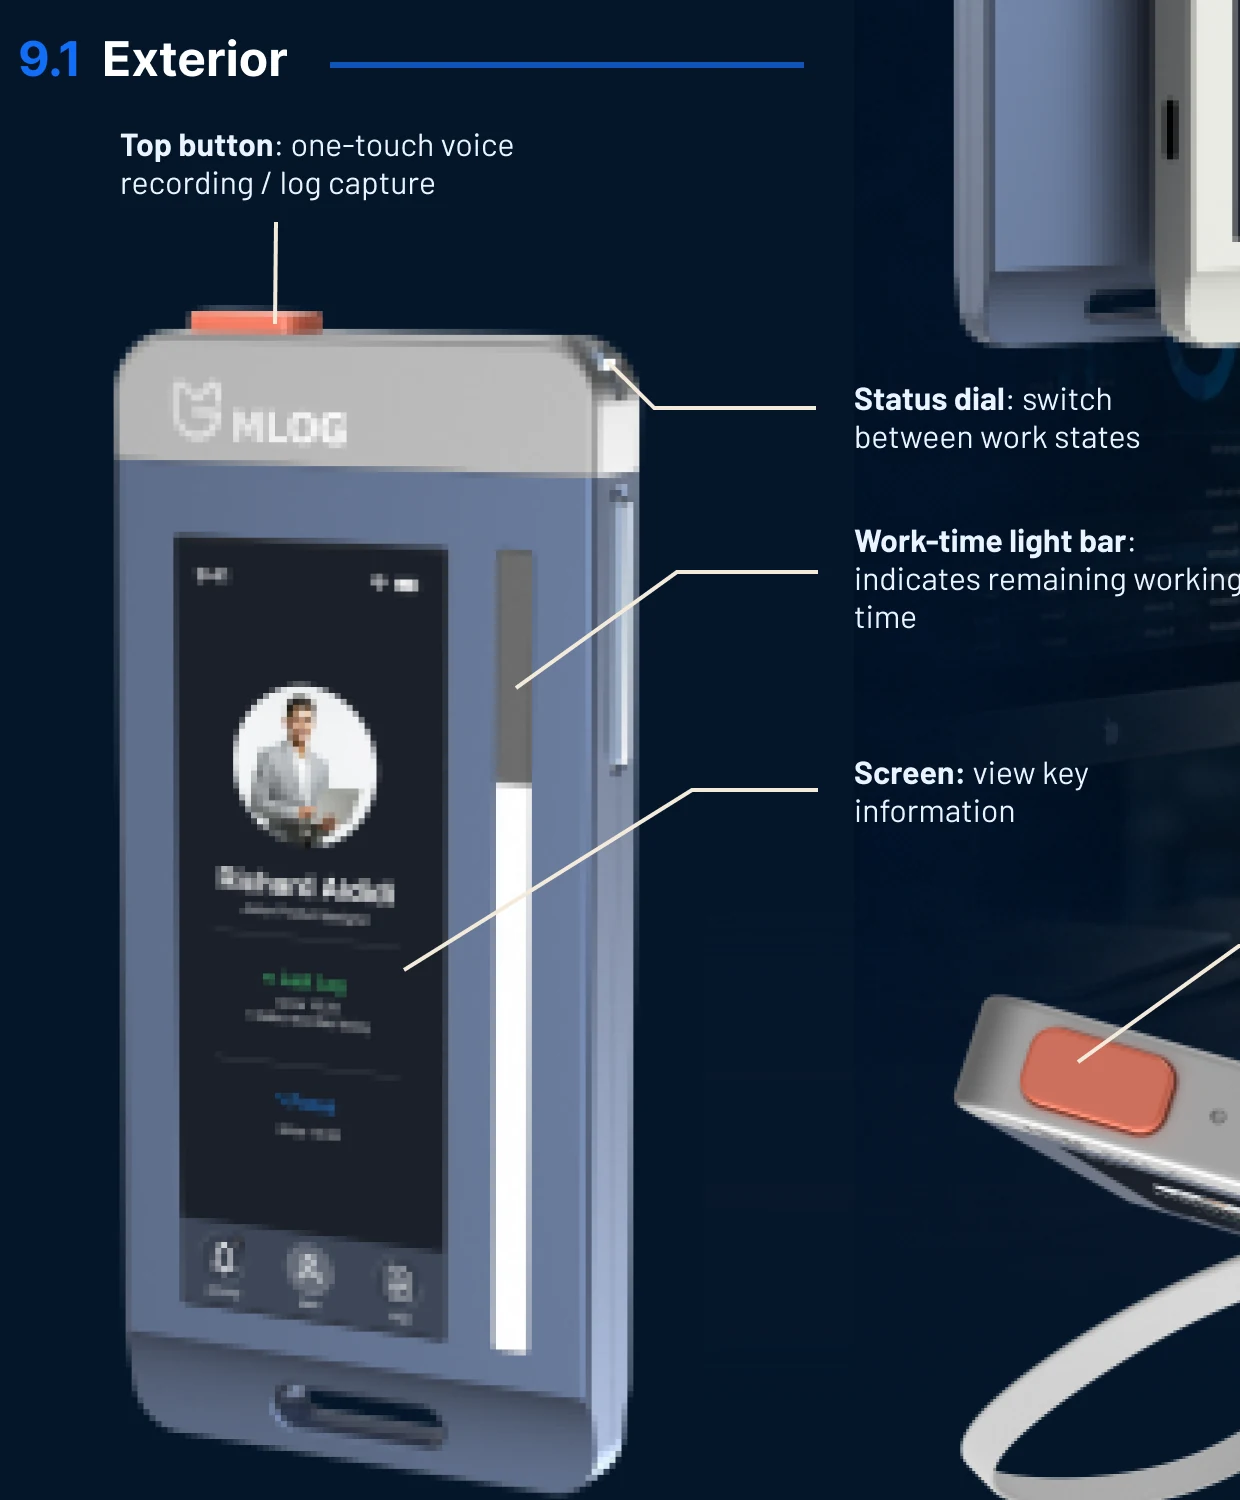 9.1 Exterior
Top button: one-touch voice
recording / log capture
MLOG
Status dial: switch
between work states
Work-time light bar:
indicates remaining working
time
Screen: view key
information
Richard